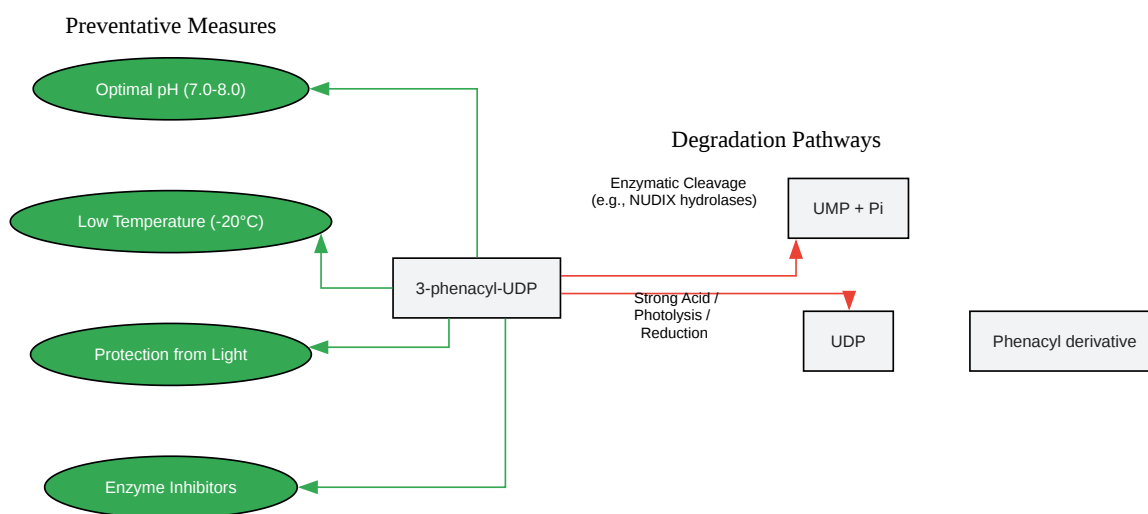 Preventative Measures
Optimal pH (7.0-8.0)
Low Temperature (-20°C)
Protection from Light
Enzyme Inhibitors
3-phenacyl-UDP
Degradation Pathways
Enzymatic Cleavage
(e.g., NUDIX hydrolases)
UMP + Pi
Strong Acid /
Photolysis /
Reduction
UDP
Phenacyl derivative